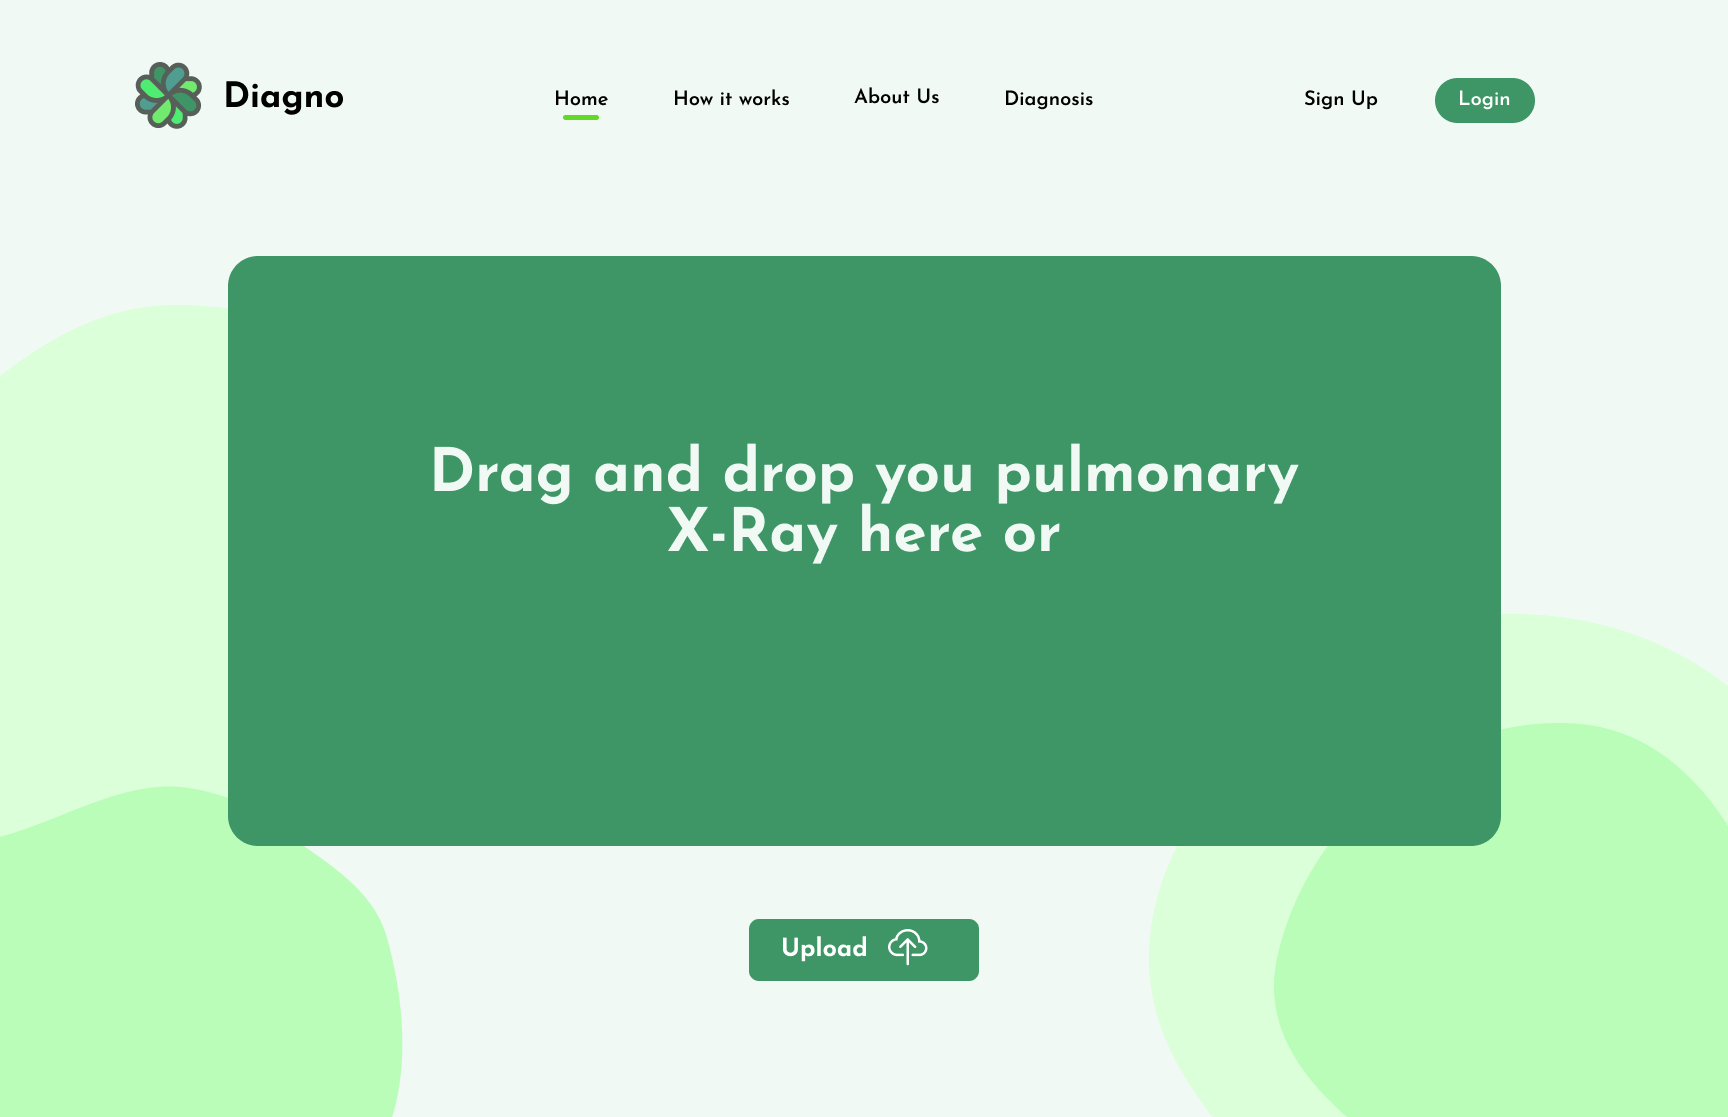 Diagno
Home
How it works
About Us
Diagnosis
Sign Up
Login
Drag and drop you pulmonary
X-Ray here or
Upload